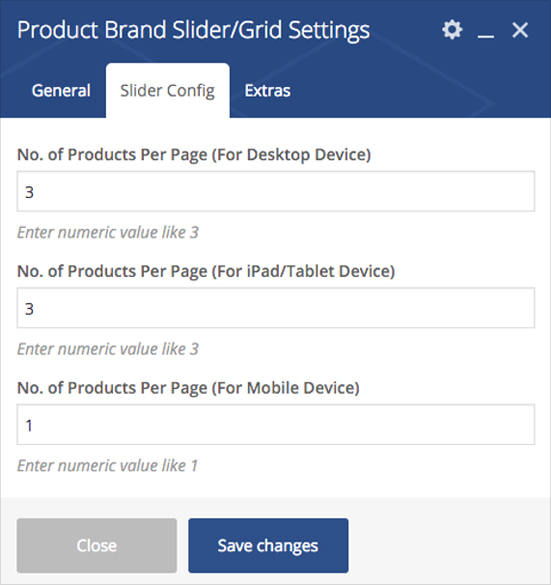 Product Brand Slider/Grid Settings
General Slider Config Extras
No. of Products Per Page (For Desktop Device)
3
Enter numeric value like 3
No. of Products Per Page (For iPad/Tablet Device)
3
Enter numeric value like 3
No. of Products Per Page (For Mobile Device)
1
Enter numeric value like 1
Close Save changes